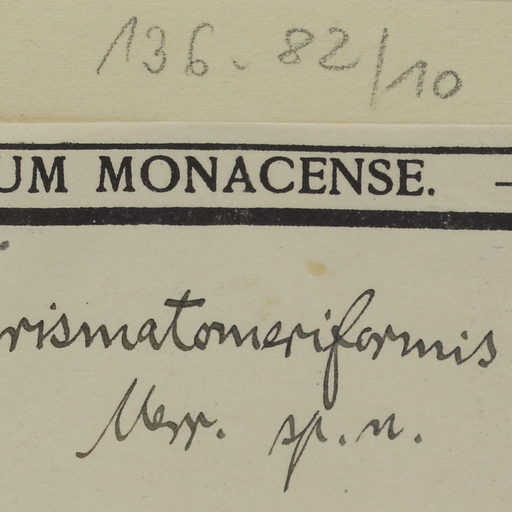 136-82/10
UM MONACENSE. –
rismatomeriformis
Merr. sp. n.